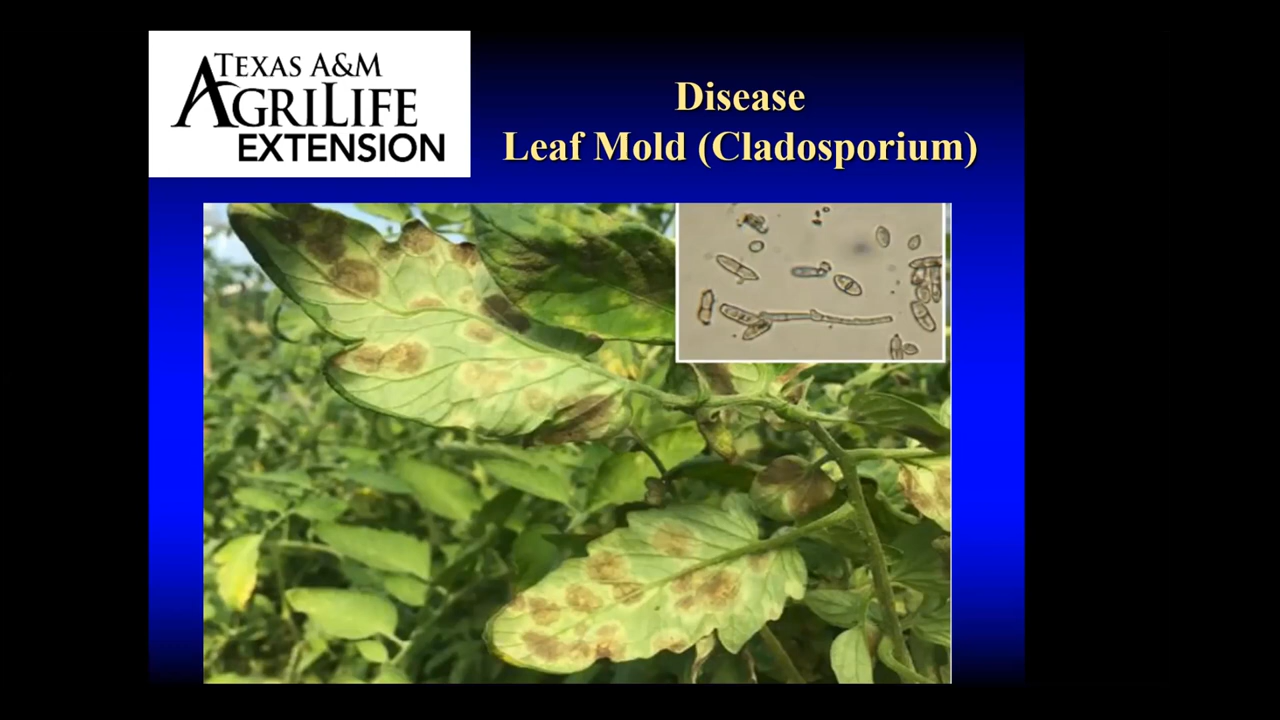 TEXAS A&M
AGRILIFE
EXTENSION
Disease
Leaf Mold (Cladosporium)